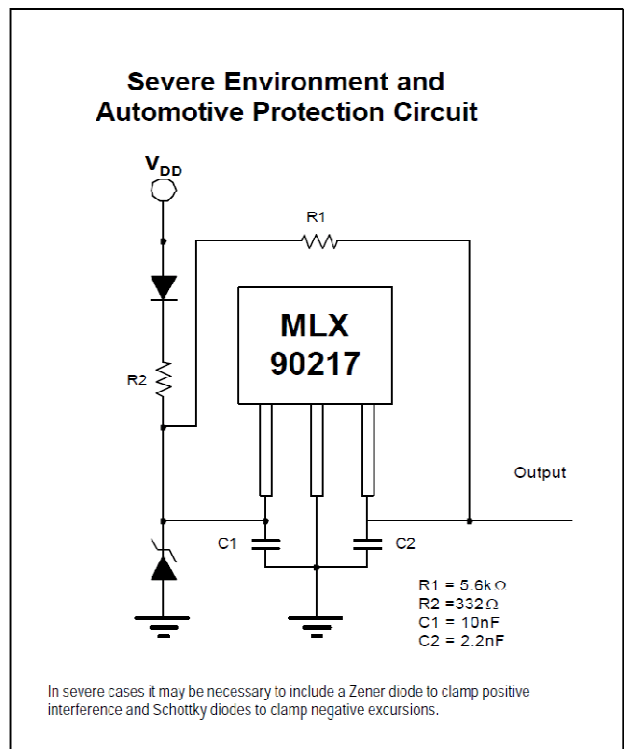 Severe Environment and
Automotive Protection Circuit
VDD
R1
MLX
90217
R2
Output
C1
C2
R1 = 5.6kΩ
R2 =332Ω
C1 = 10nF
C2 = 2.2nF
In severe cases it may be necessary to include a Zener diode to clamp positive
interference and Schottky diodes to clamp negative excursions.